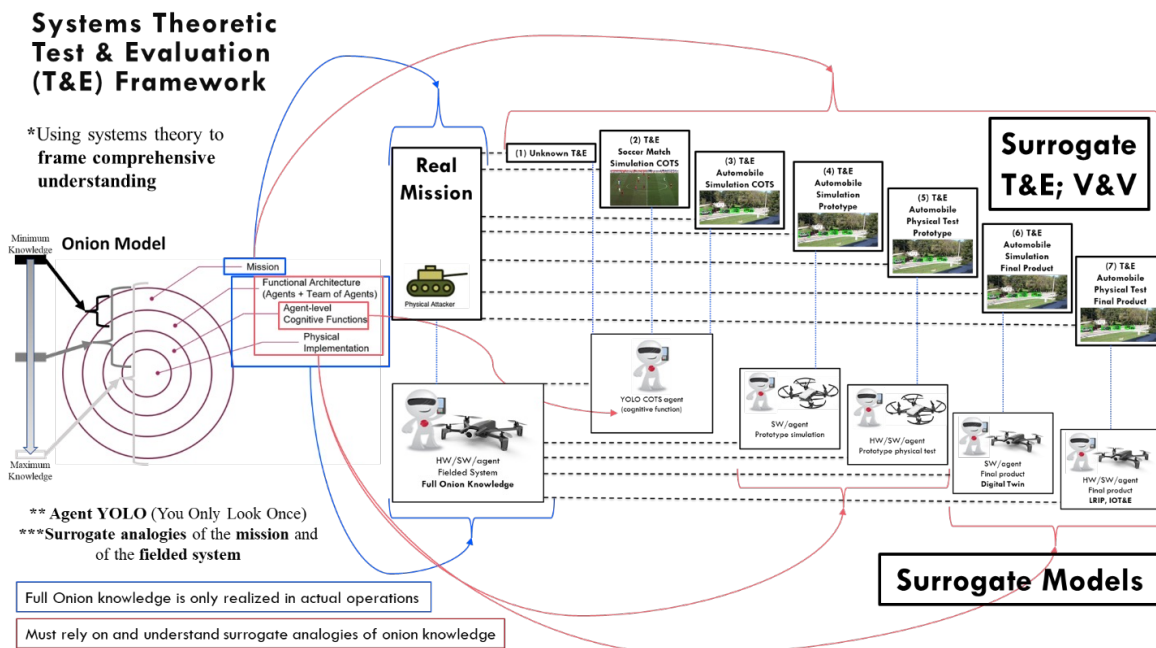 Systems Theoretic
Test & Evaluation
(T&E) Framework
*Using systems theory to
frame comprehensive
understanding
Minimum
Knowledge
Onion Model
Mission
Functional Architecture
(Agents + Team of Agents)
Agent-level
Cognitive Functions
Physical
Implementation
Maximum
Knowledge
** Agent YOLO (You Only Look Once)
***Surrogate analogies of the mission and
of the fielded system
Full Onion knowledge is only realized in actual operations
Must rely on and understand surrogate analogies of onion knowledge
Real
Mission
Physical Attacker
(1) Unknown T&E
(2) T&E
Soccer Match
Simulation COTS
(3) T&E
Automobile
Simulation COTS
(4) T&E
Automobile
Simulation
Prototype
(5) T&E
Automobile
Physical Test
Prototype
(6) T&E
Automobile
Simulation
Final Product
(7) T&E
Automobile
Physical Test
Final Product
Surrogate
T&E; V&V
HW/SW/agent
Fielded System
Full Onion Knowledge
YOLO COTS agent
(cognitive function)
SW/agent
Prototype simulation
HW/SW/agent
Prototype physical test
SW/agent
Final product
Digital Twin
HW/SW/agent
Final product
LRIP, IOT&E
Surrogate Models